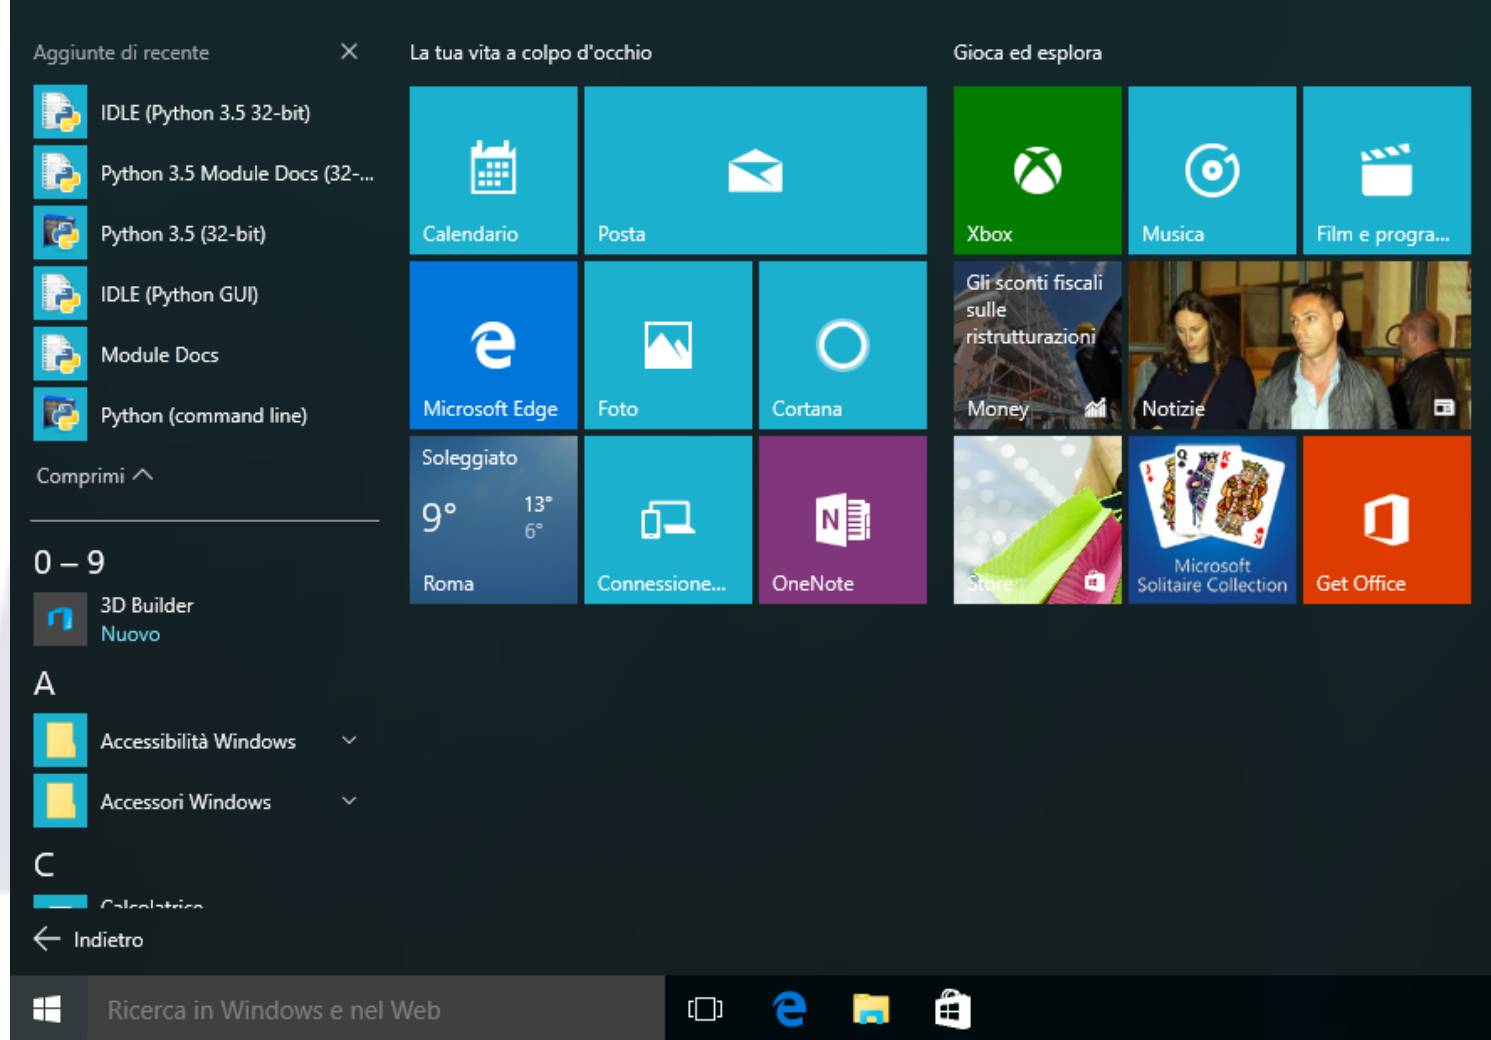 Aggiunte di recente
IDLE (Python 3.5 32-bit)
Python 3.5 Module Docs (32-...
Python 3.5 (32-bit)
IDLE (Python GUI)
Module Docs
Python (command line)
Comprimi
0 – 9
3D Builder
Nuovo
A
Accessibilità Windows
Accessori Windows
C
Calcolatrice
Indietro
La tua vita a colpo d'occhio
Calendario
Posta
Microsoft Edge
Foto
Cortana
Soleggiato
9°
13°
6°
Roma
Connessione...
N
OneNote
Gioca ed esplora
Xbox
Musica
Film e progra...
Gli sconti fiscali
sulle
ristrutturazioni
Money
Notizie
Store
J
Q
K
K
Microsoft
Solitaire Collection
Get Office
Ricerca in Windows e nel Web